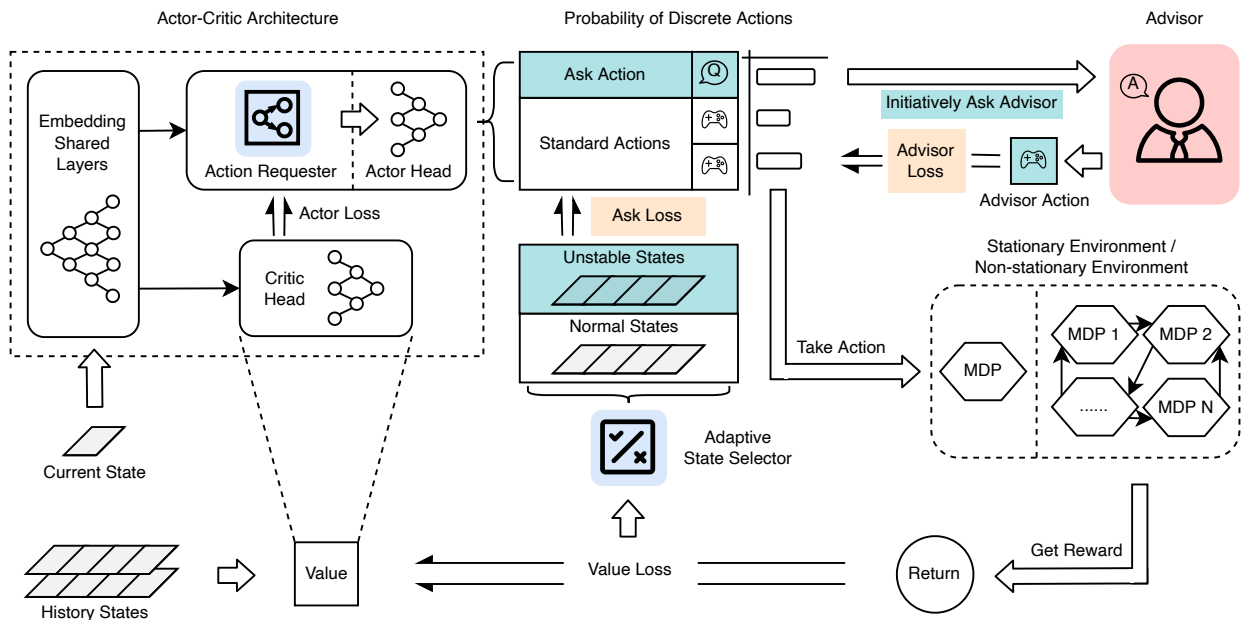 Actor-Critic Architecture
Probability of Discrete Actions
Advisor
Embedding
Shared
Layers
Action Requester
Actor Head
Actor Loss
Critic
Head
Current State
History States
Value
Ask Action
Q
Standard Actions
Ask Loss
Unstable States
Normal States
Adaptive
State Selector
Value Loss
Initiatively Ask Advisor
A
Advisor
Loss
Advisor Action
Take Action
Stationary Environment /
Non-stationary Environment
MDP
MDP 1
MDP 2
......
MDP N
Get Reward
Return